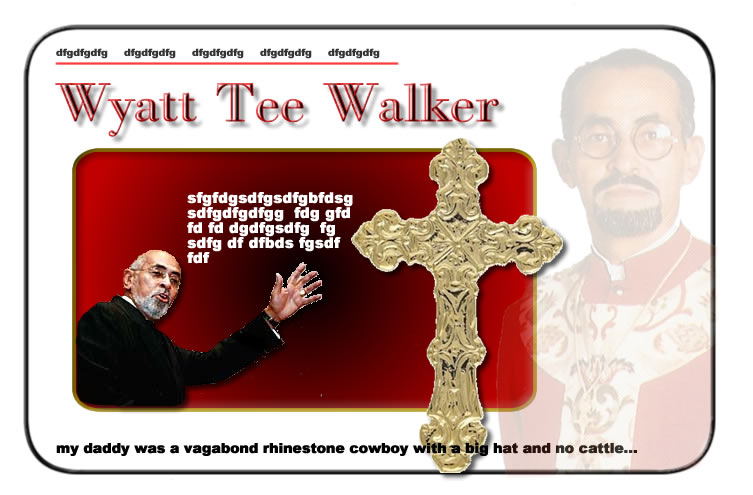 dfgdfgdfg dfgdfgdfg dfgdfgdfg dfgdfgdfg dfgdfgdfg
Wyatt Tee Walker
sfgfdgsdfgsdfgbfdsg
sdfgdfgdfgg fdg gfd
fd fd dgdfgsdfg fg
sdfg df dfbds fgsdf
fdf
my daddy was a vagabond rhinestone cowboy with a big hat and no cattle...